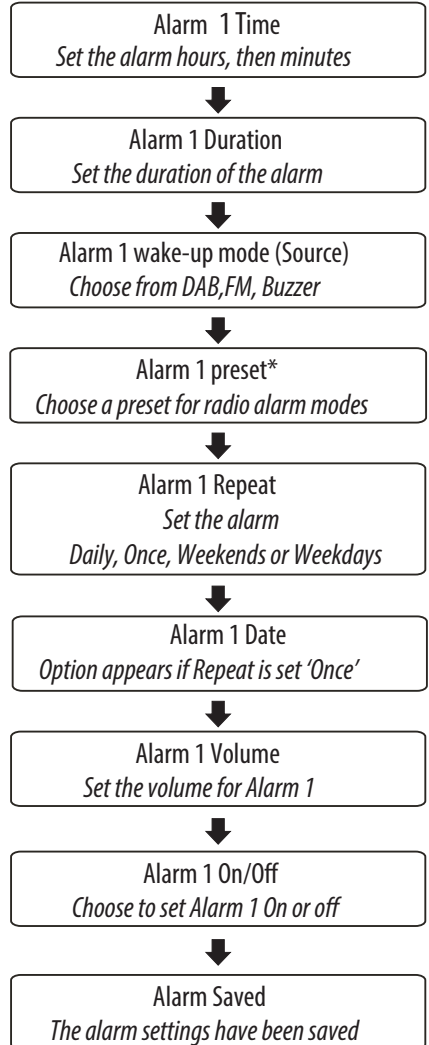 Alarm 1 Time
Set the alarm hours, then minutes
Alarm 1 Duration
Set the duration of the alarm
Alarm 1 wake-up mode (Source)
Choose from DAB,FM, Buzzer
Alarm 1 preset*
Choose a preset for radio alarm modes
Alarm 1 Repeat
Set the alarm
Daily, Once, Weekends or Weekdays
Alarm 1 Date
Option appears if Repeat is set ‘Once’
Alarm 1 Volume
Set the volume for Alarm 1
Alarm 1 On/Off
Choose to set Alarm 1 On or off
Alarm Saved
The alarm settings have been saved